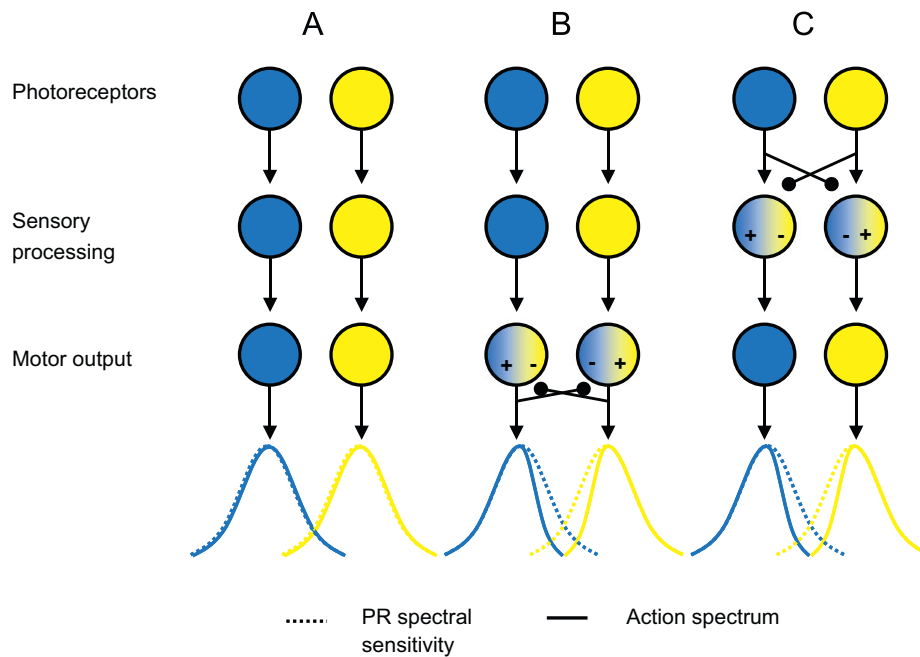 A B C
Photoreceptors
Sensory
processing
+ - - +
Motor output
+ - - +
PR spectral
sensitivity
Action spectrum